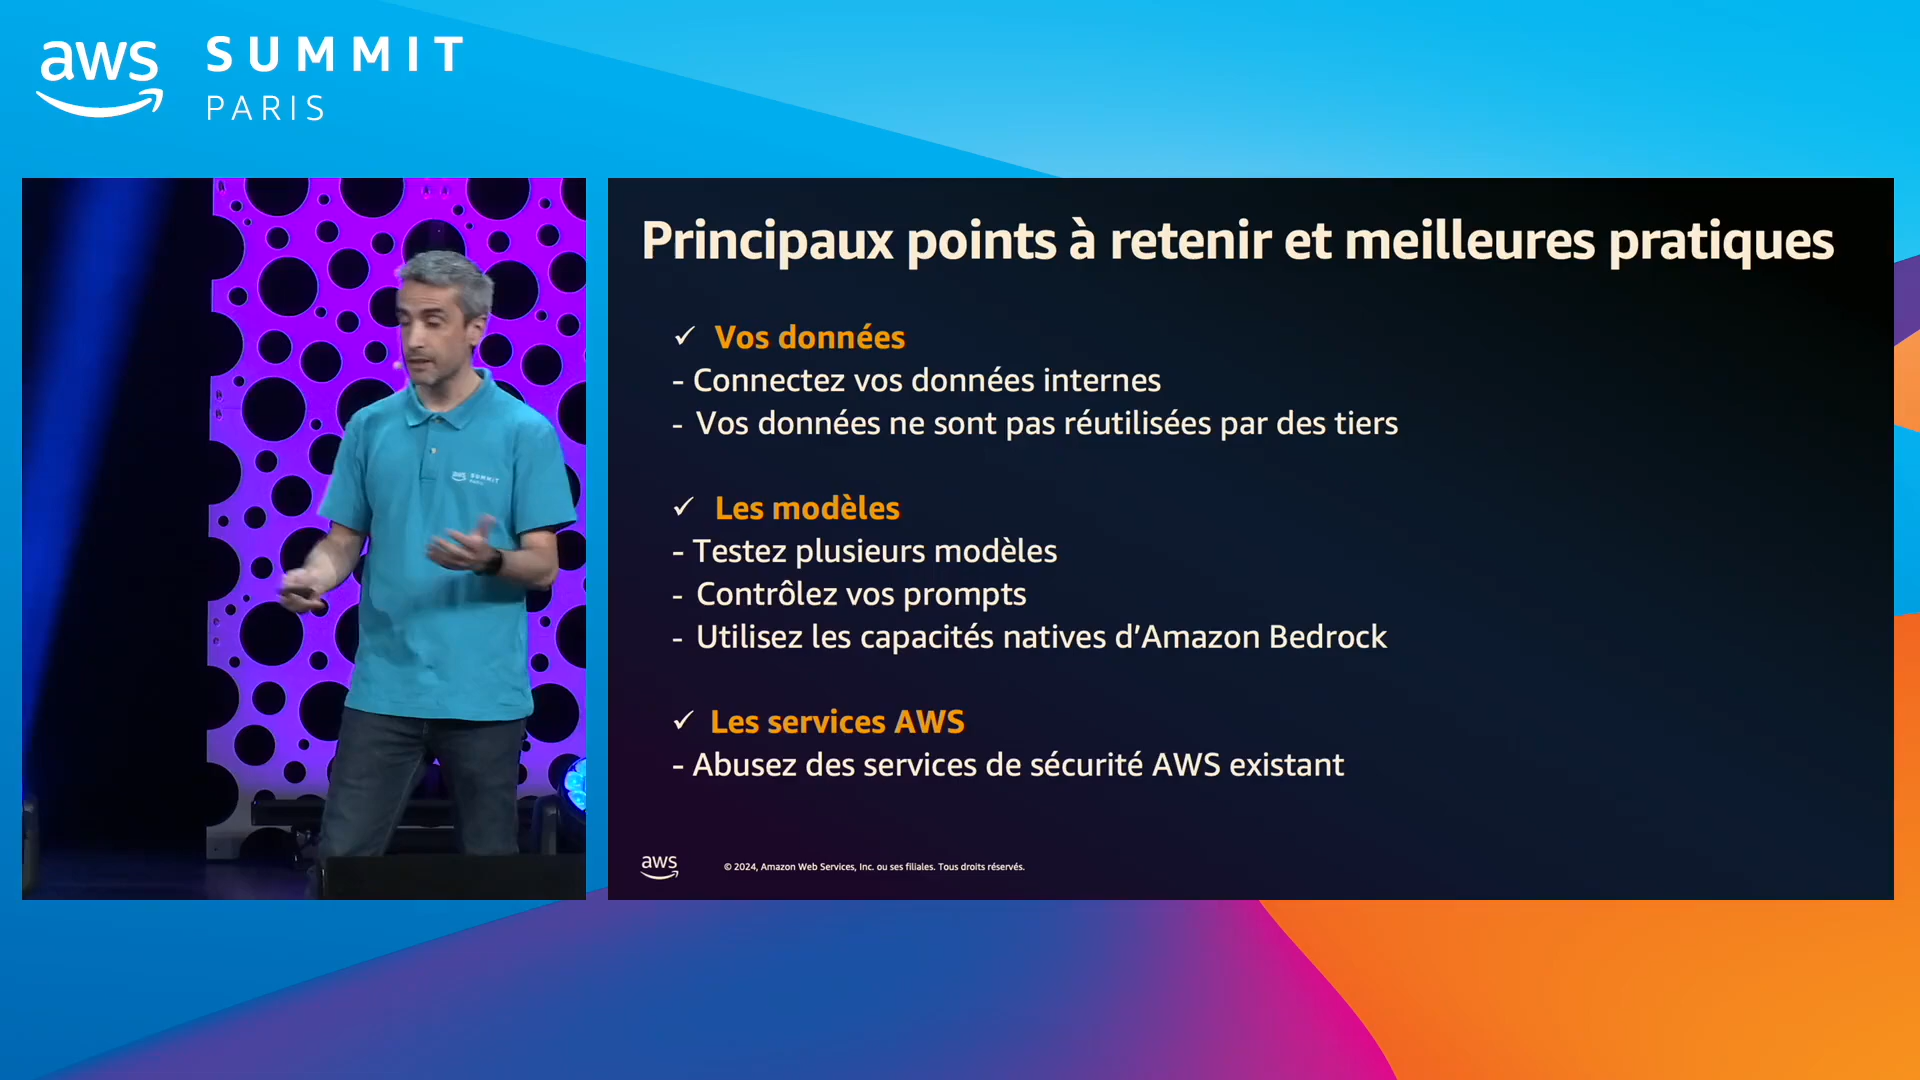 aws SUMMIT
PARIS
aws SUMMIT
PARIS
Principaux points à retenir et meilleures pratiques
✓ Vos données
- Connectez vos données internes
- Vos données ne sont pas réutilisées par des tiers
✓ Les modèles
- Testez plusieurs modèles
- Contrôlez vos prompts
- Utilisez les capacités natives d’Amazon Bedrock
✓ Les services AWS
- Abusez des services de sécurité AWS existant
aws © 2024, Amazon Web Services, Inc. ou ses filiales. Tous droits réservés.